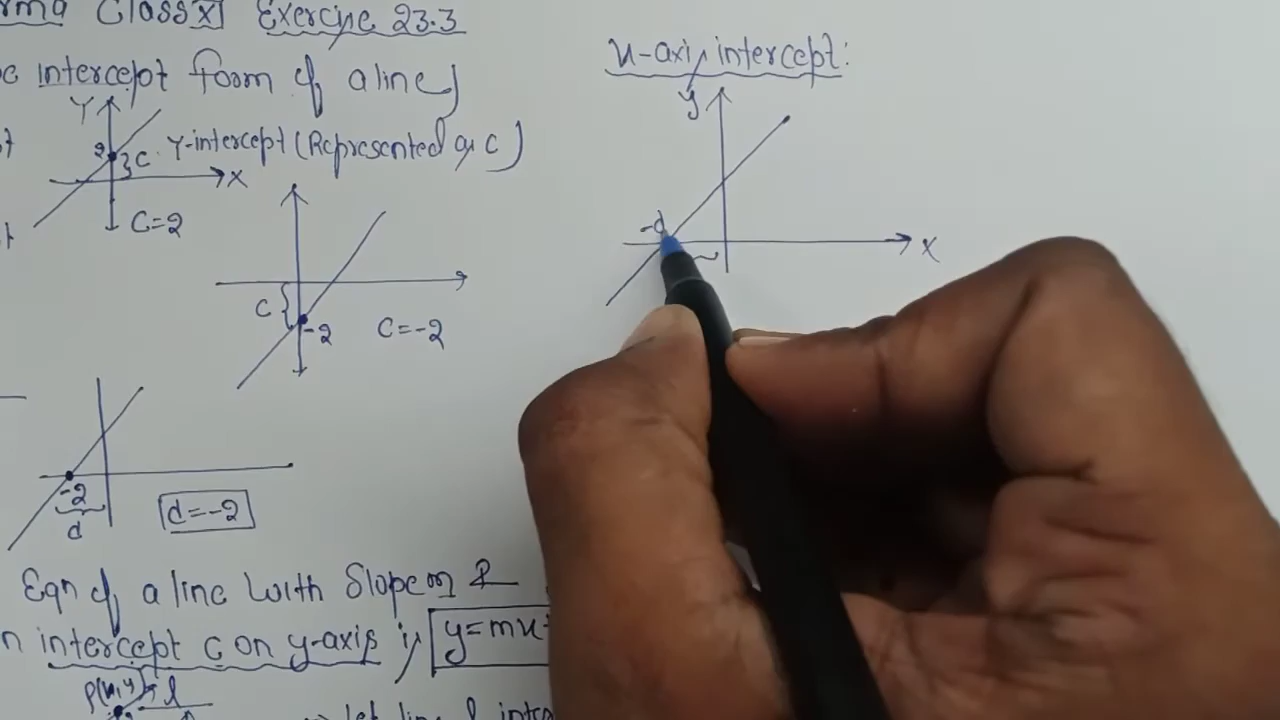 Class XI Exercise 23.3
intercept form of a line
Y
2 C
Y-intercept (Represented as C)
X
C=2
C
-2
C=-2
-2
d
d=-2
Eqn of a line with Slope m &
intercept C on y-axis is y=mx
P(x,y) l
let line l
x-axis intercept:
y
-d
X